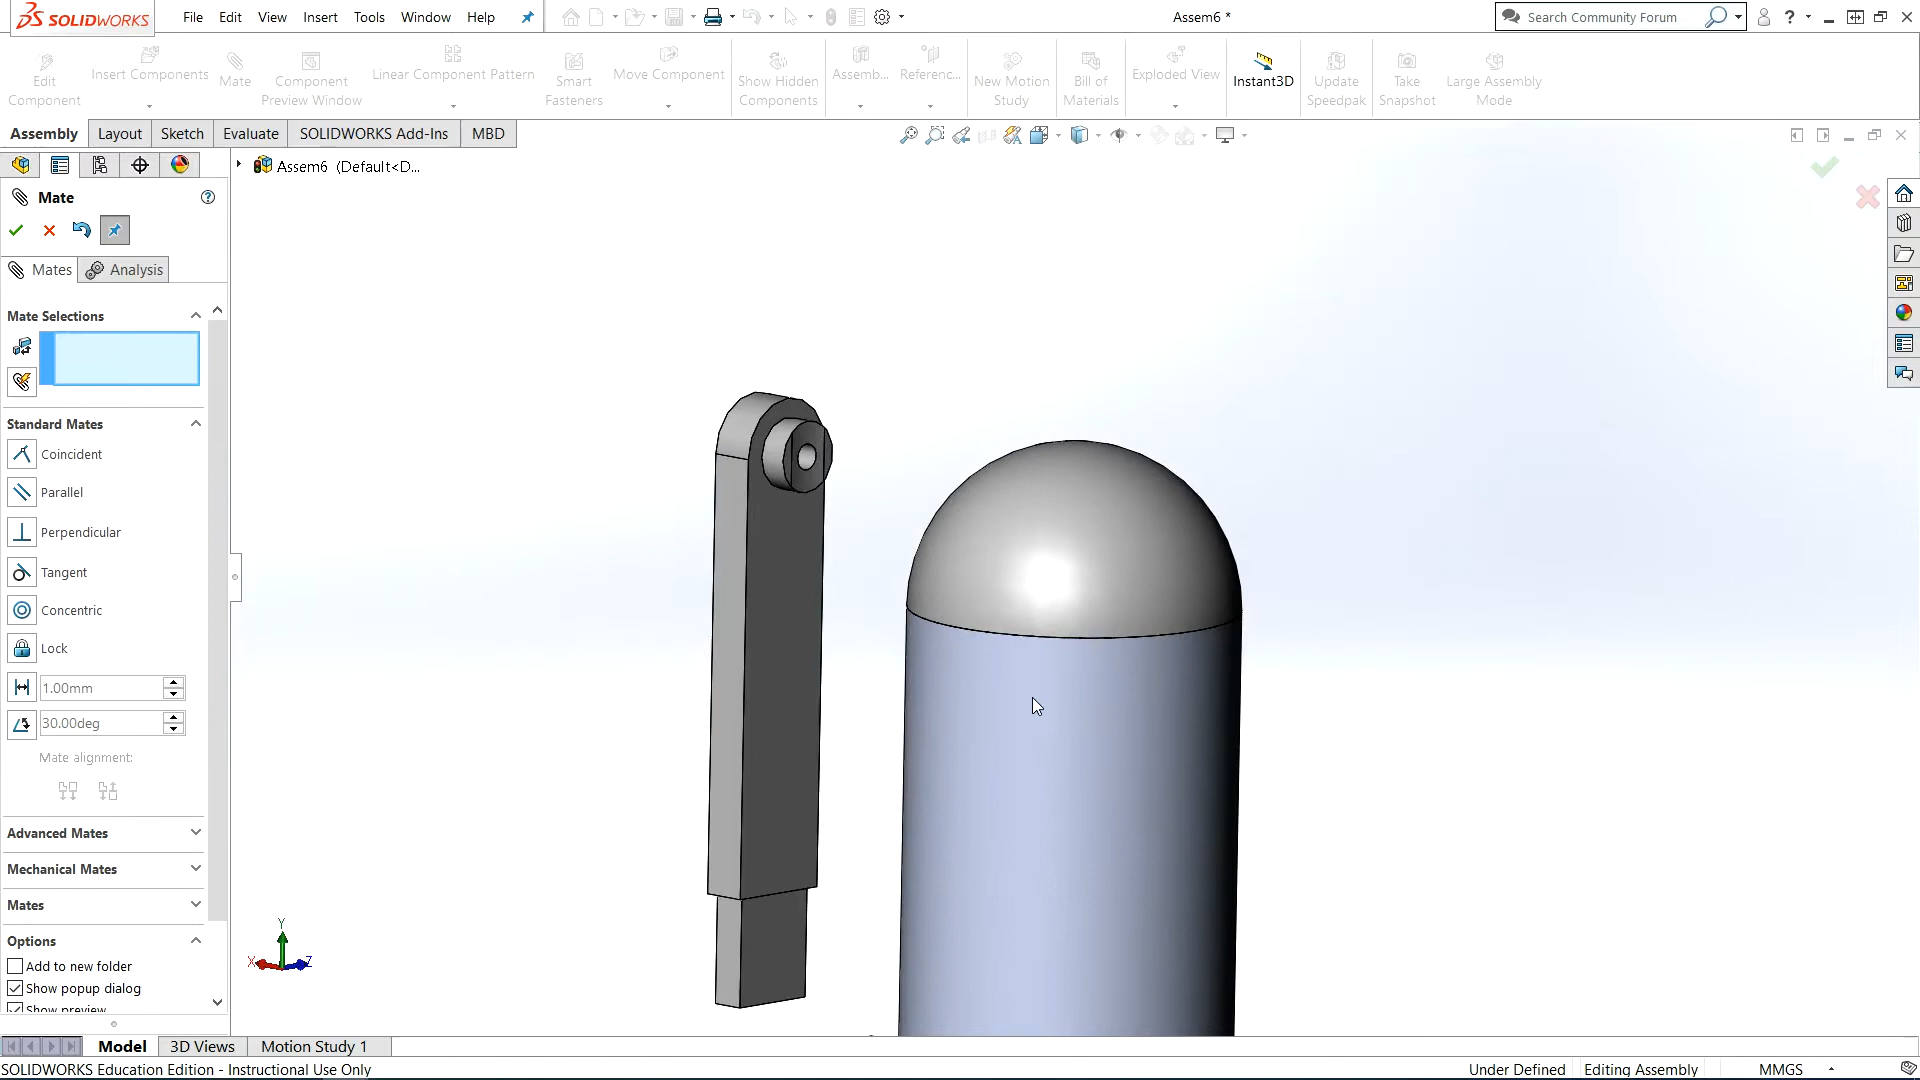 SOLIDWORKS File Edit View Insert Tools Window Help Assem6 * Search Community Forum ?
Edit Component Insert Components Mate Component Preview Window Linear Component Pattern Smart Fasteners Move Component Show Hidden Components Assemb... Referenc... New Motion Study Bill of Materials Exploded View Instant3D Update Speedpak Take Snapshot Large Assembly Mode
Assembly Layout Sketch Evaluate SOLIDWORKS Add-Ins MBD
Assem6 (Default<D...
Mate ?
Mates Analysis
Mate Selections
Standard Mates
Coincident
Parallel
Perpendicular
Tangent
Concentric
Lock
1.00mm
30.00deg
Mate alignment:
Advanced Mates
Mechanical Mates
Mates
Options
Add to new folder
Show popup dialog
Show preview
Y
X Z
Model 3D Views Motion Study 1
SOLIDWORKS Education Edition - Instructional Use Only Under Defined Editing Assembly MMGS